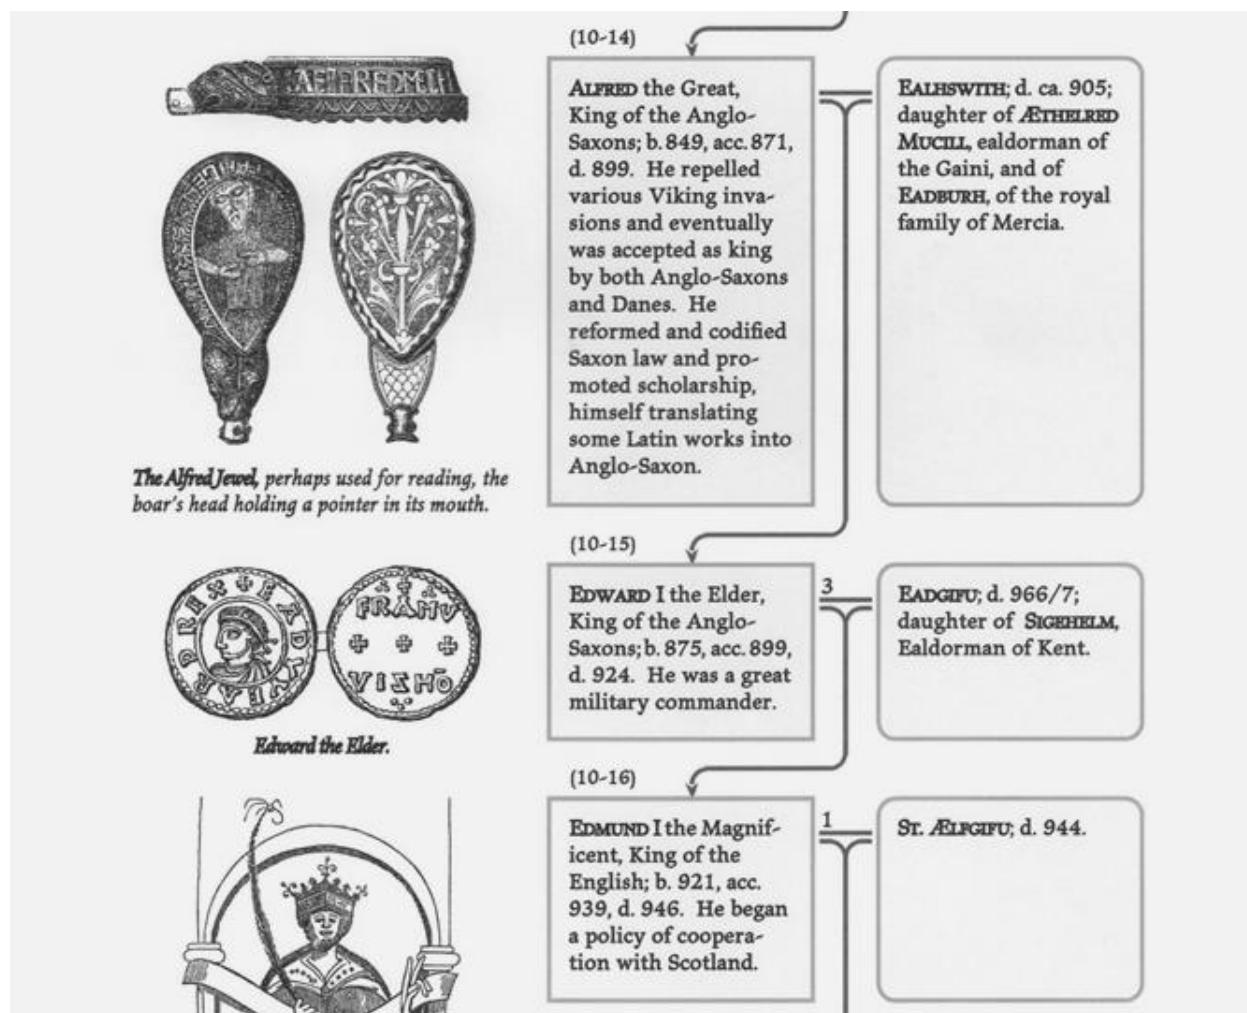 (10-14)
ALFRED the Great,
King of the Anglo-
Saxons; b. 849, acc. 871,
d. 899. He repelled
various Viking inva-
sions and eventually
was accepted as king
by both Anglo-Saxons
and Danes. He
reformed and codified
Saxon law and pro-
moted scholarship,
himself translating
some Latin works into
Anglo-Saxon.
EALHSWITH; d. ca. 905;
daughter of ÆTHELRED
MUCILL, ealdorman of
the Gaini, and of
EADBURH, of the royal
family of Mercia.
The Alfred Jewel, perhaps used for reading, the
boar's head holding a pointer in its mouth.
(10-15)
EDWARD I the Elder,
King of the Anglo-
Saxons; b. 875, acc. 899,
d. 924. He was a great
military commander.
3
EADGIFU; d. 966/7;
daughter of SIGEHELM,
Ealdorman of Kent.
Edward the Elder.
(10-16)
EDMUND I the Magnif-
icent, King of the
English; b. 921, acc.
939, d. 946. He began
a policy of coopera-
tion with Scotland.
1
ST. ÆLFGIFU; d. 944.